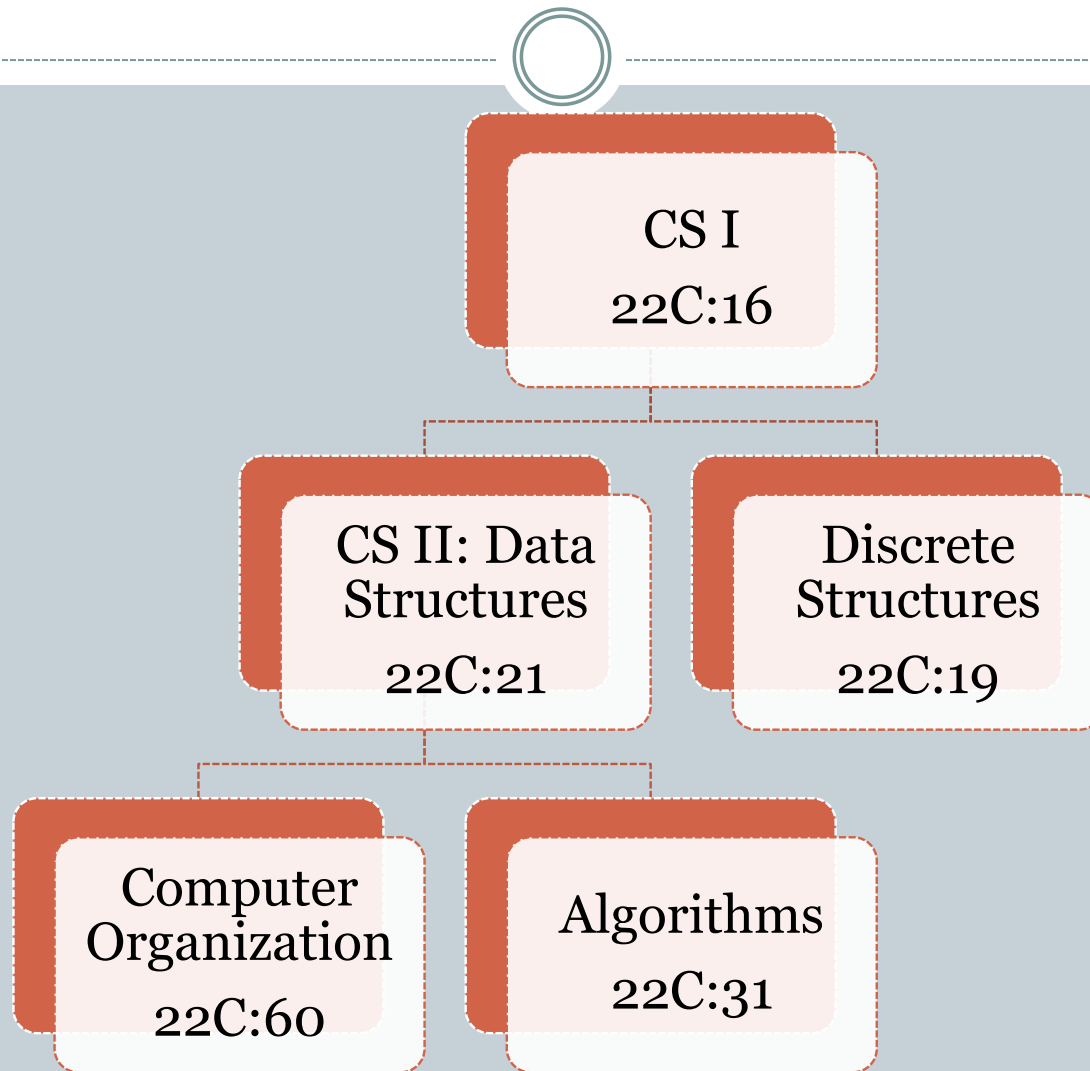 CS I
22C:16
CS II: Data
Structures
22C:21
Discrete
Structures
22C:19
Computer
Organization
22C:60
Algorithms
22C:31